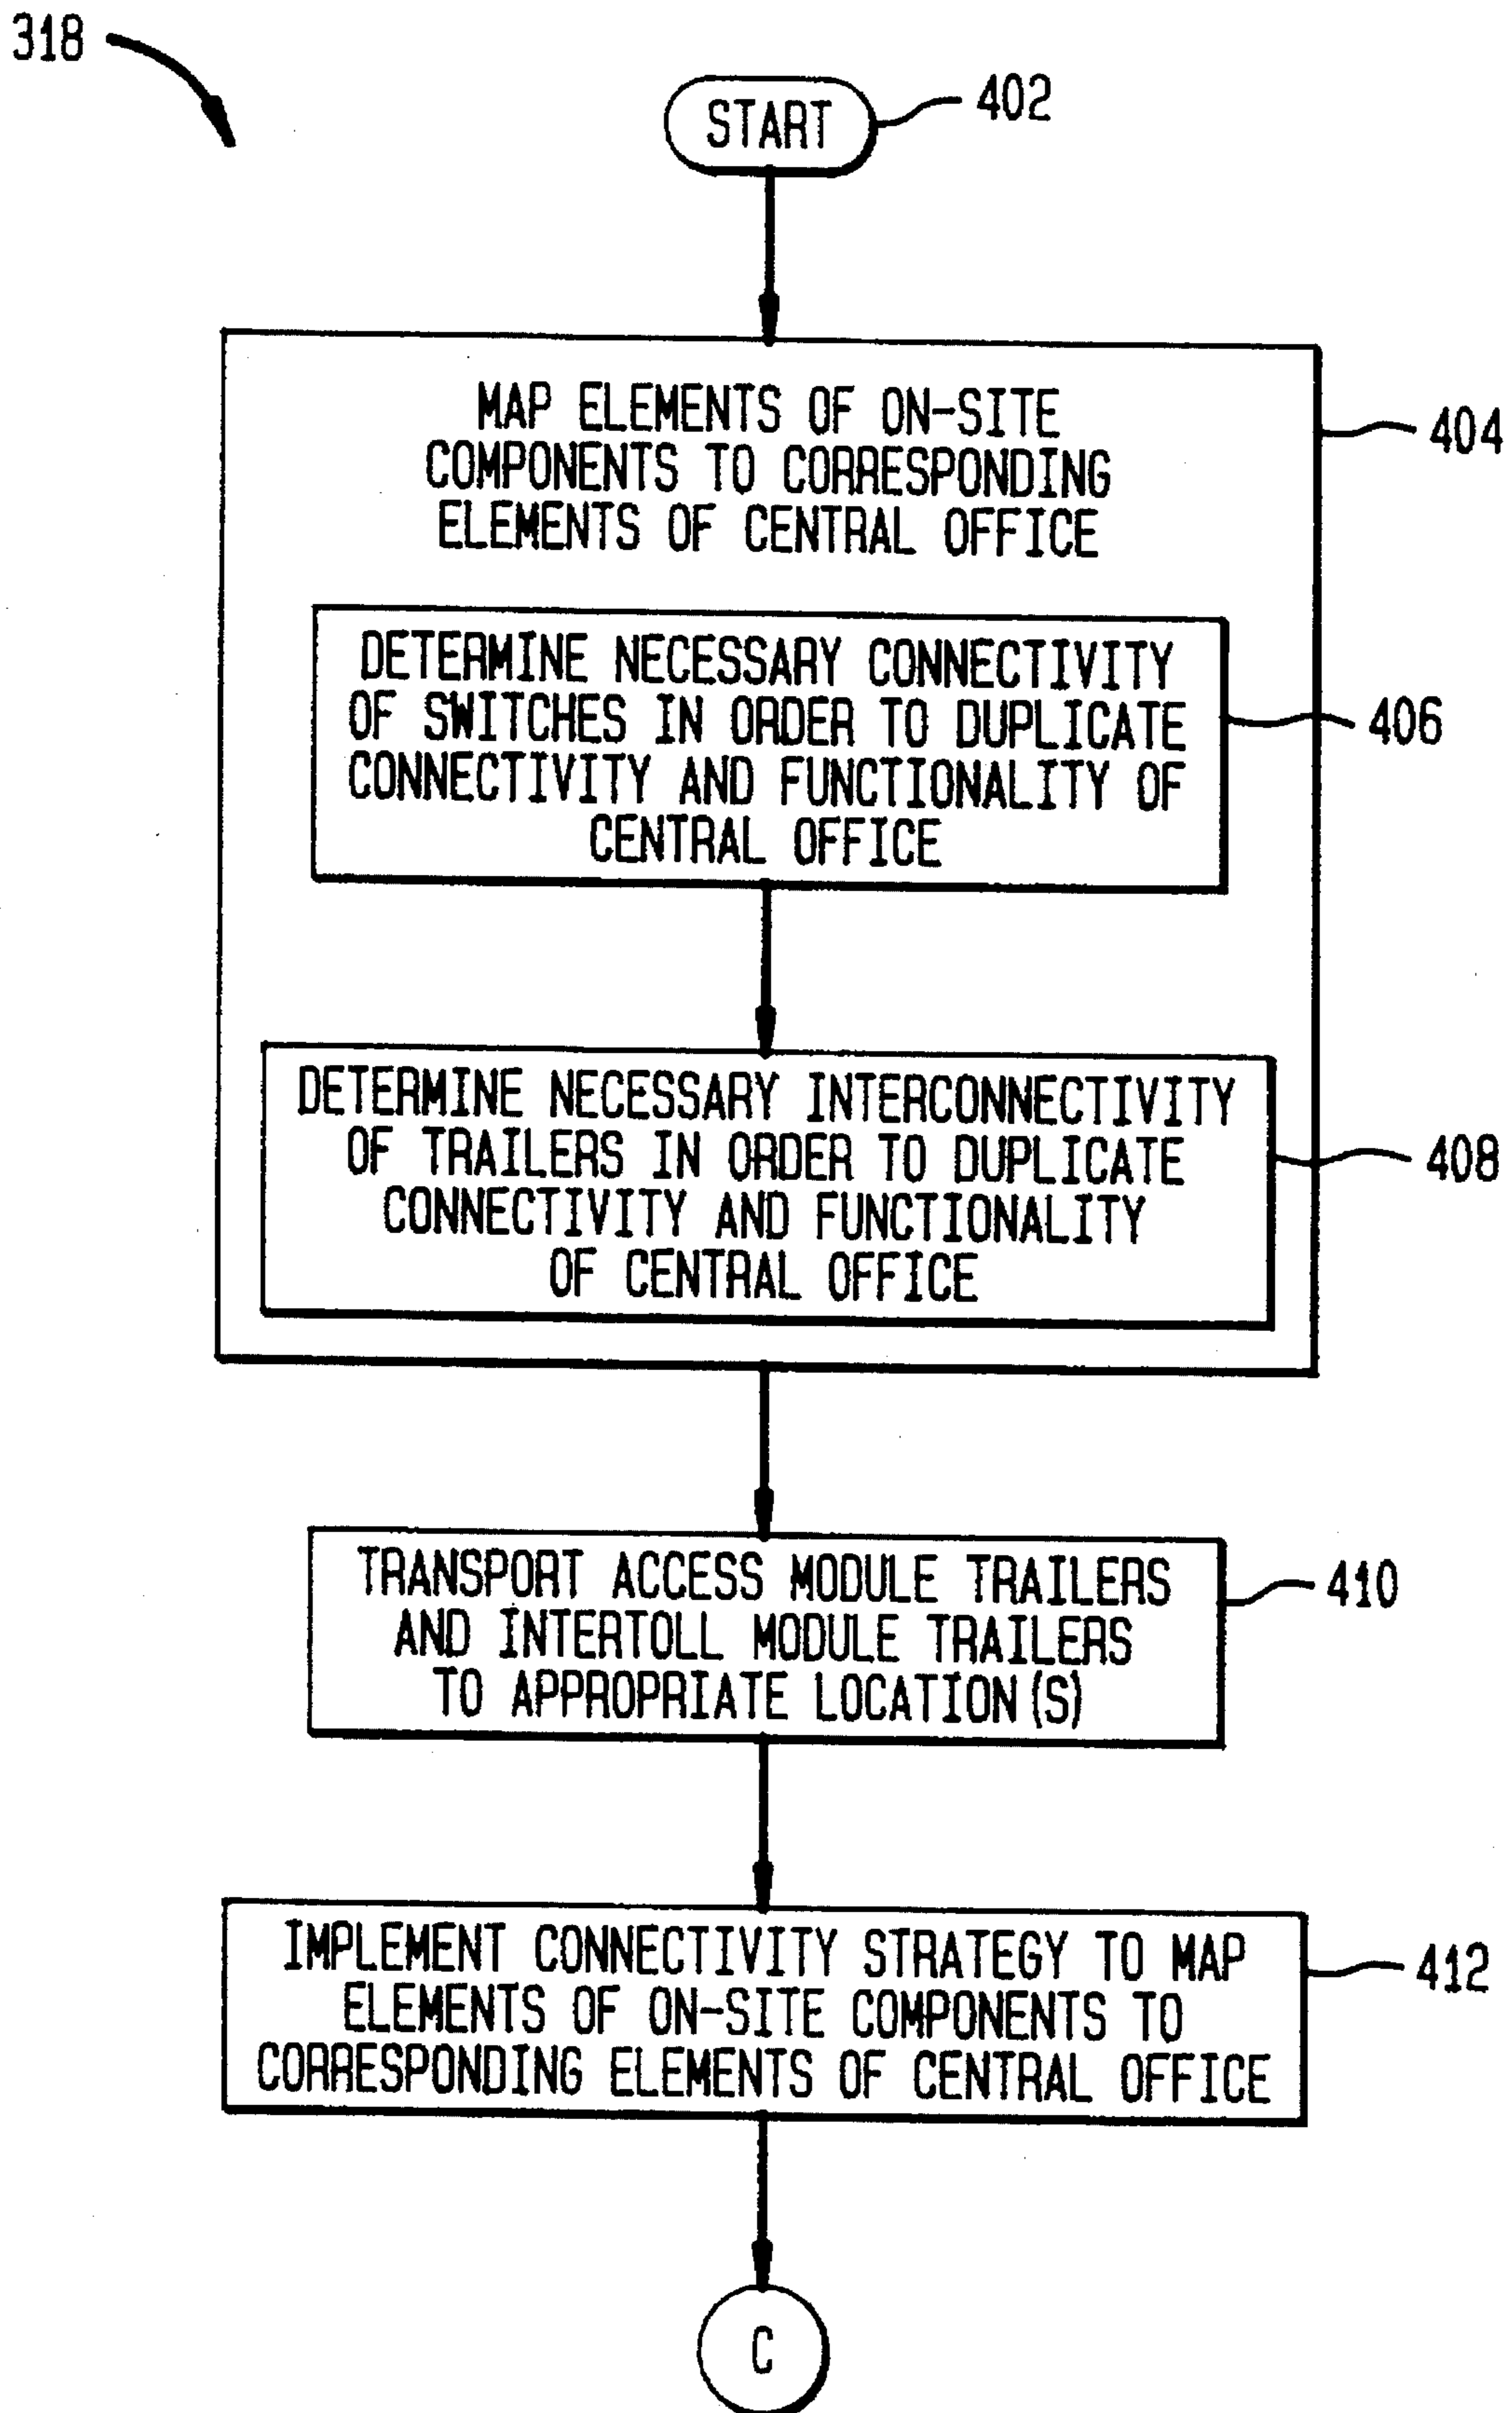 318
START
402
MAP ELEMENTS OF ON-SITE
COMPONENTS TO CORRESPONDING
ELEMENTS OF CENTRAL OFFICE
404
DETERMINE NECESSARY CONNECTIVITY
OF SWITCHES IN ORDER TO DUPLICATE
CONNECTIVITY AND FUNCTIONALITY OF
CENTRAL OFFICE
406
DETERMINE NECESSARY INTERCONNECTIVITY
OF TRAILERS IN ORDER TO DUPLICATE
CONNECTIVITY AND FUNCTIONALITY
OF CENTRAL OFFICE
408
TRANSPORT ACCESS MODULE TRAILERS
AND INTERTOLL MODULE TRAILERS
TO APPROPRIATE LOCATION(S)
410
IMPLEMENT CONNECTIVITY STRATEGY TO MAP
ELEMENTS OF ON-SITE COMPONENTS TO
CORRESPONDING ELEMENTS OF CENTRAL OFFICE
412
C